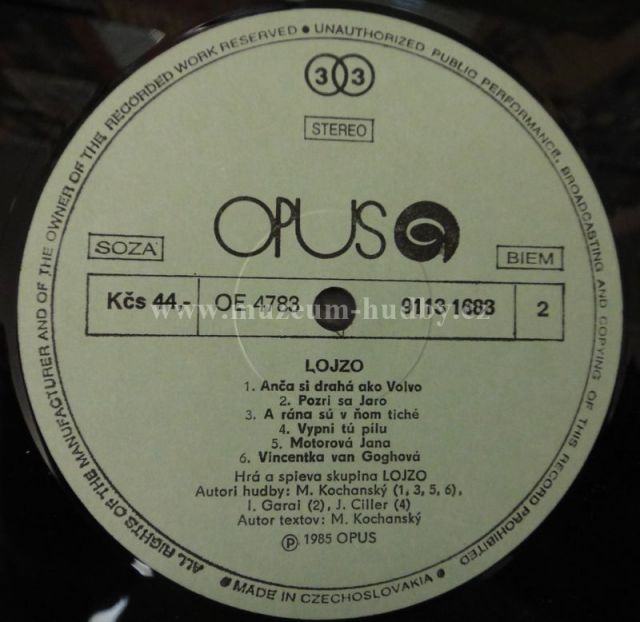 ALL RIGHTS OF THE MANUFACTURER AND OF THE OWNER OF THE RECORDED WORK RESERVED ● UNAUTHORIZED PUBLIC PERFORMANCE, BROADCASTING AND COPYING OF THIS RECORD PROHIBITED ● MADE IN CZECHOSLOVAKIA ●
33
STEREO
OPUS
SOZA BIEM
Kčs 44,- OE 4783 9113 1683 2
www.muzeum-hudby.cz
LOJZO
1. Anča si drahá ako Volvo
2. Pozri sa Jaro
3. A rána sú v ňom tiché
4. Vypni tú pílu
5. Motorová Jana
6. Vincentka van Goghová
Hrá a spieva skupina LOJZO
Autori hudby: M. Kochanský (1, 3, 5, 6),
I. Garai (2), J. Ciller (4)
Autor textov: M. Kochanský
Ⓟ 1985 OPUS